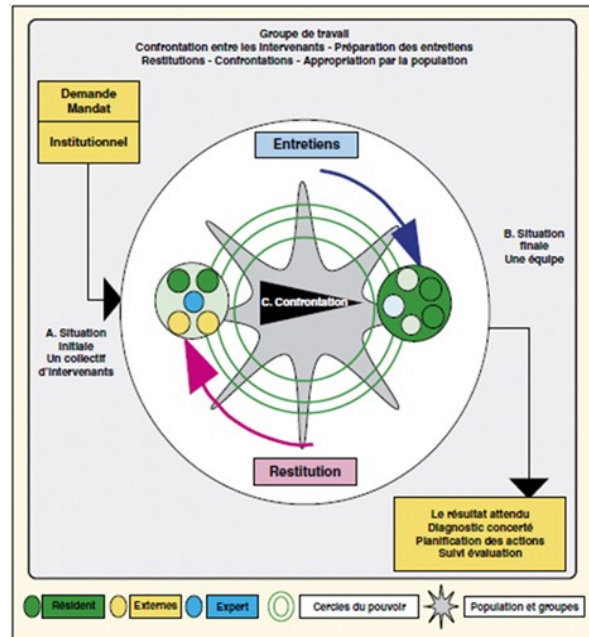 Groupe de travail
Confrontation entre les Intervenants - Préparation des entretiens
Restitutions - Confrontations - Appropriation par la population
Demande
Mandat
Institutionnel
Entretiens
B. Situation
finale
Une équipe
C. Confrontation
A. Situation
initiale
Un collectif
d'intervenants
Restitution
Le résultat attendu
Diagnostic concerté
Planification des actions
Suivi évaluation
Résident
Externes
Expert
Cercles du pouvoir
Population et groupes